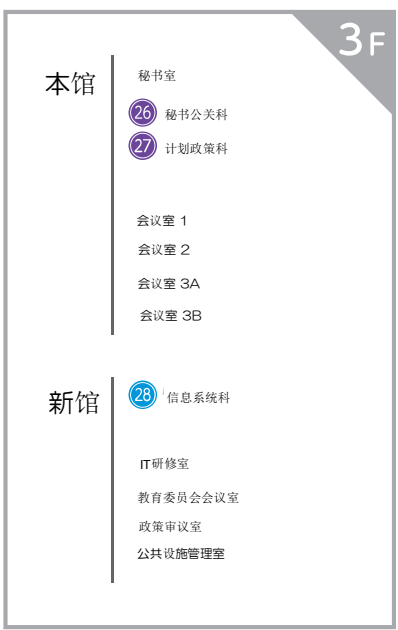 3F
本馆
秘书室
26 秘书公关科
27 计划政策科
会议室 1
会议室 2
会议室 3A
会议室 3B
新馆
28 信息系统科
IT研修室
教育委员会会议室
政策审议室
公共设施管理室